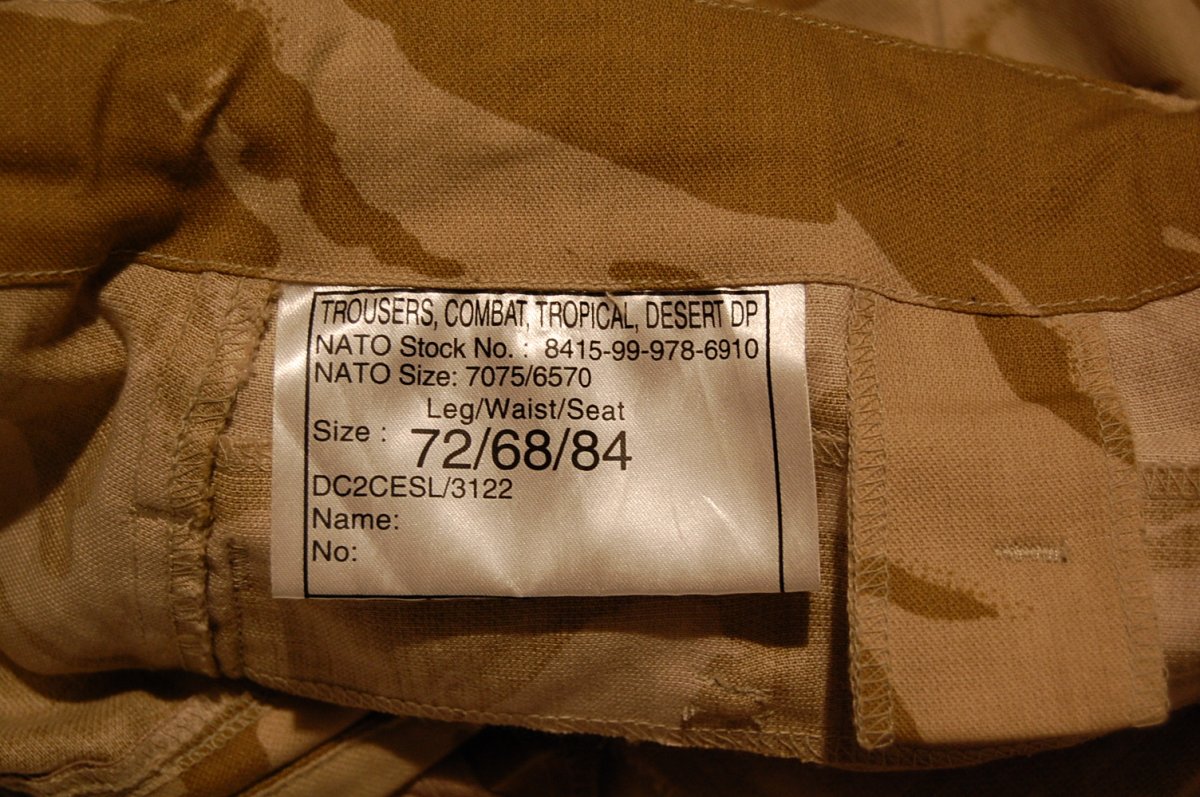 TROUSERS, COMBAT, TROPICAL, DESERT DP
NATO Stock No. : 8415-99-978-6910
NATO Size: 7075/6570
Leg/Waist/Seat
Size : 72/68/84
DC2CESL/3122
Name:
No: